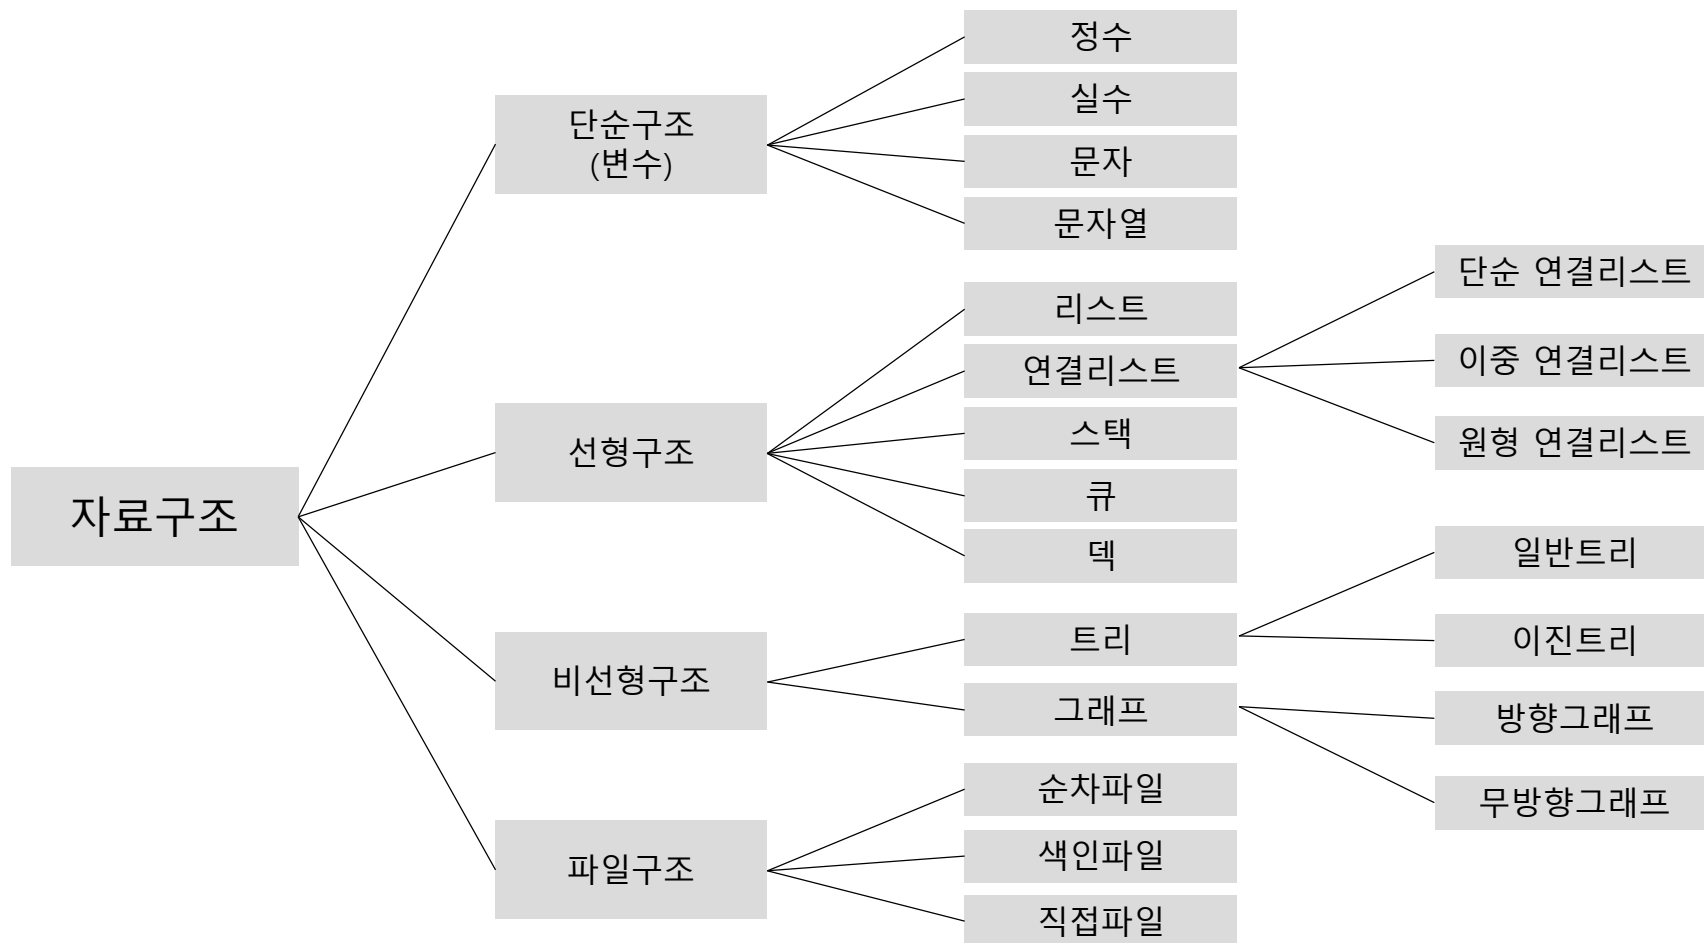 자료구조
단순구조
(변수)
정수
실수
문자
문자열
선형구조
리스트
연결리스트
단순 연결리스트
이중 연결리스트
원형 연결리스트
스택
큐
덱
비선형구조
트리
일반트리
이진트리
그래프
방향그래프
무방향그래프
파일구조
순차파일
색인파일
직접파일